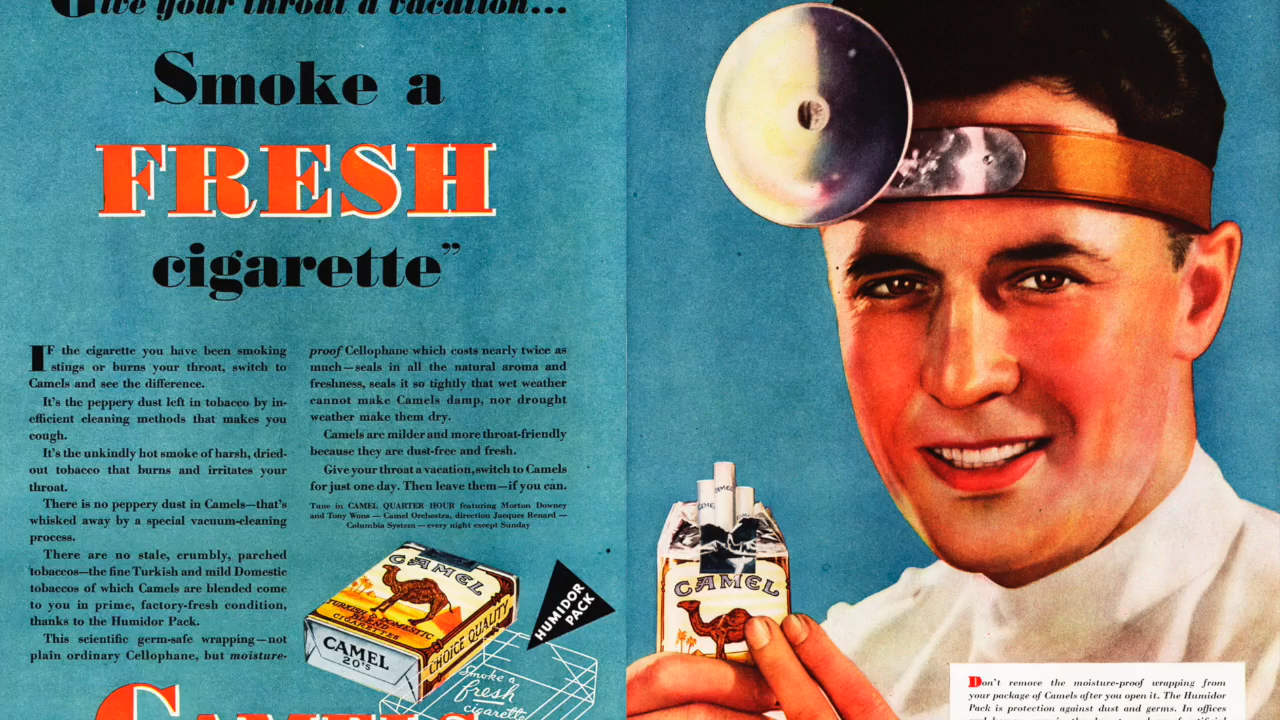 Give your throat a vacation...
Smoke a
FRESH
cigarette”
IF the cigarette you have been smoking
stings or burns your throat, switch to
Camels and see the difference.
It's the peppery dust left in tobacco by in-
efficient cleaning methods that makes you
cough.
It's the unkindly hot smoke of harsh, dried-
out tobacco that burns and irritates your
throat.
There is no peppery dust in Camels—that's
whisked away by a special vacuum-cleaning
process.
There are no stale, crumbly, parched
tobaccos—the fine Turkish and mild Domestic
tobaccos of which Camels are blended come
to you in prime, factory-fresh condition,
thanks to the Humidor Pack.
This scientific germ-safe wrapping—not
plain ordinary Cellophane, but moisture-
proof Cellophane which costs nearly twice as
much—seals in all the natural aroma and
freshness, seals it so tightly that wet weather
cannot make Camels damp, nor drought
weather make them dry.
Camels are milder and more throat-friendly
because they are dust-free and fresh.
Give your throat a vacation, switch to Camels
for just one day. Then leave them—if you can.
Tune in CAMEL QUARTER HOUR featuring Morton Downey
and Tony Wons — Camel Orchestra, direction Jacques Renard —
Columbia System — every night except Sunday
CAMEL
TURKISH & DOMESTIC
BLEND
CIGARETTES
CHOICE QUALITY
CAMEL
20's
HUMIDOR
PACK
Smoke a
fresh
cigarette
CAMELS
CAMEL
CAMEL
Don't remove the moisture-proof wrapping from
your package of Camels after you open it. The Humidor
Pack is protection against dust and germs. In offices